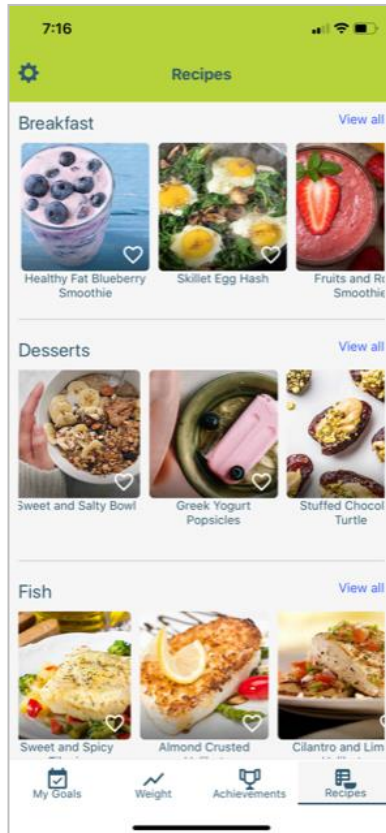 7:16
Recipes
Breakfast
View all
Healthy Fat Blueberry
Smoothie
Skillet Egg Hash
Fruits and
Smoothie
Desserts
View all
Sweet and Salty Bowl
Greek Yogurt
Popsicles
Stuffed Chocol
Turtle
Fish
View all
Sweet and Spicy
Almond Crusted
Cilantro and Lim
My Goals
Weight
Achievements
Recipes